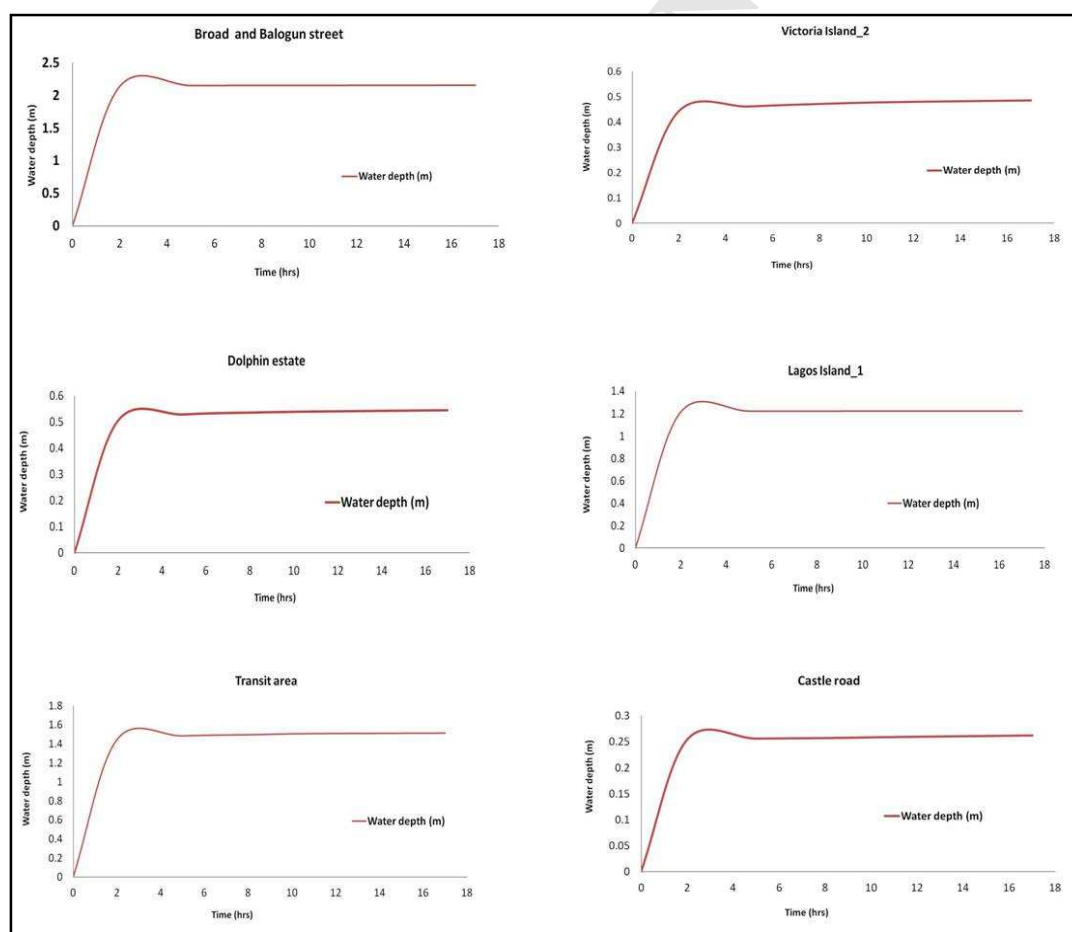 Broad and Balogun street
2.5
2
1.5
1
0.5
0
Water depth (m)
Water depth (m)
0 2 4 6 8 10 12 14 16 18
Time (hrs)
Victoria Island_2
0.6
0.5
0.4
0.3
0.2
0.1
0
Water depth (m)
Water depth (m)
0 2 4 6 8 10 12 14 16 18
Time (hrs)
Dolphin estate
0.6
0.5
0.4
0.3
0.2
0.1
0
Water depth (m)
Water depth (m)
0 2 4 6 8 10 12 14 16 18
Time (hrs)
Lagos Island_1
1.4
1.2
1
0.8
0.6
0.4
0.2
0
Water depth (m)
Water depth (m)
0 2 4 6 8 10 12 14 16 18
Time (hrs)
Transit area
1.8
1.6
1.4
1.2
1
0.8
0.6
0.4
0.2
0
Water depth (m)
Water depth (m)
0 2 4 6 8 10 12 14 16 18
Time (hrs)
Castle road
0.3
0.25
0.2
0.15
0.1
0.05
0
Water depth (m)
Water depth (m)
0 2 4 6 8 10 12 14 16 18
Time (hrs)